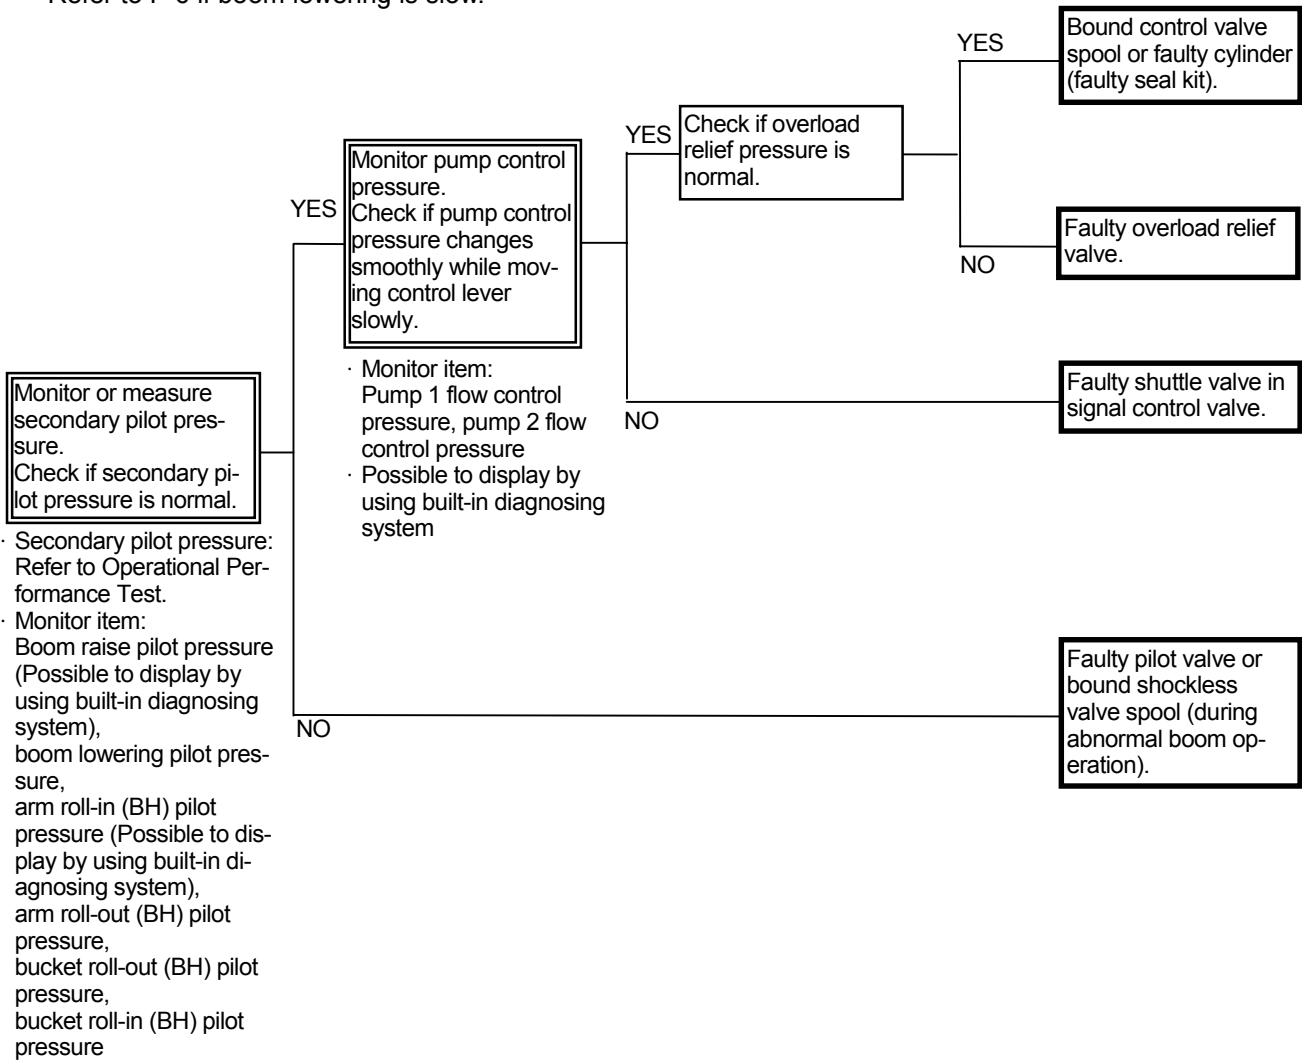 YES
Bound control valve
spool or faulty cylinder
(faulty seal kit).
YES
Check if overload
relief pressure is
normal.
YES
Monitor pump control
pressure.
Check if pump control
pressure changes
smoothly while mov-
ing control lever
slowly.
NO
Faulty overload relief
valve.
· Monitor item:
Pump 1 flow control
pressure, pump 2 flow
control pressure
· Possible to display by
using built-in diagnosing
system
NO
Faulty shuttle valve in
signal control valve.
Monitor or measure
secondary pilot pres-
sure.
Check if secondary pi-
lot pressure is normal.
· Secondary pilot pressure:
Refer to Operational Per-
formance Test.
· Monitor item:
Boom raise pilot pressure
(Possible to display by
using built-in diagnosing
system),
boom lowering pilot pres-
sure,
arm roll-in (BH) pilot
pressure (Possible to dis-
play by using built-in di-
agnosing system),
arm roll-out (BH) pilot
pressure,
bucket roll-out (BH) pilot
pressure,
bucket roll-in (BH) pilot
pressure
NO
Faulty pilot valve or
bound shockless
valve spool (during
abnormal boom op-
eration).